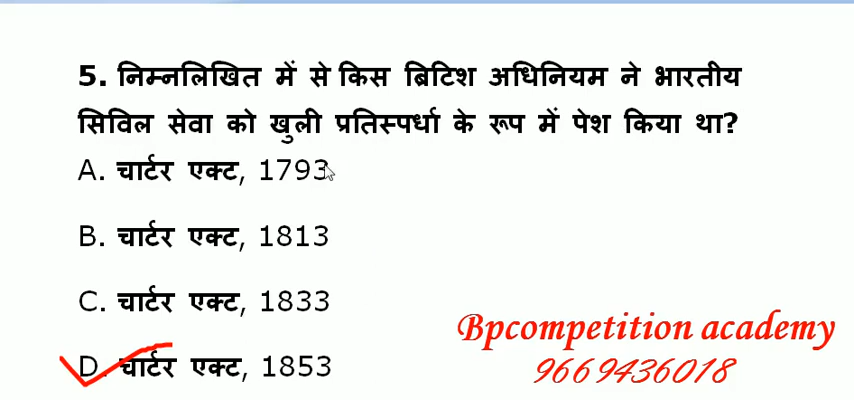 5. निम्नलिखित में से किस ब्रिटिश अधिनियम ने भारतीय
सिविल सेवा को खुली प्रतिस्पर्धा के रूप में पेश किया था?
A. चार्टर एक्ट, 1793
B. चार्टर एक्ट, 1813
C. चार्टर एक्ट, 1833
D. चार्टर एक्ट, 1853
Bpcompetition academy
9669436018